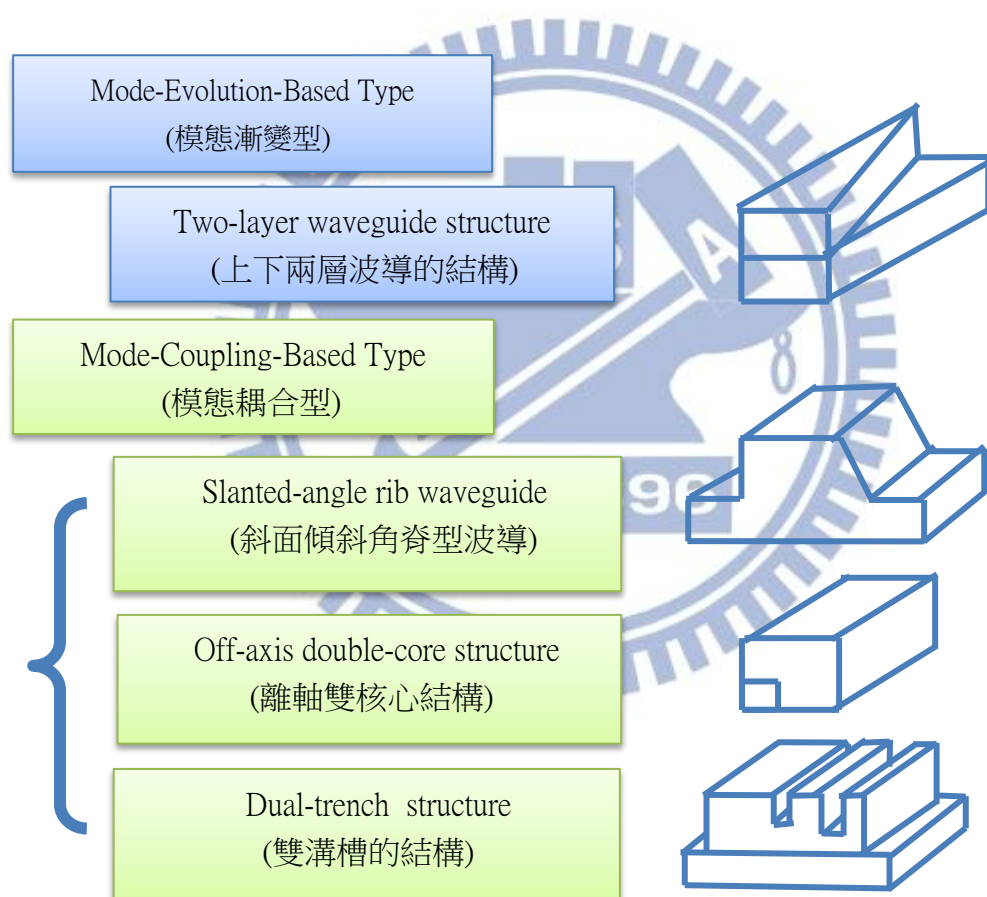 Mode-Evolution-Based Type
(模態漸變型)
Two-layer waveguide structure
(上下兩層波導的結構)
Mode-Coupling-Based Type
(模態耦合型)
Slanted-angle rib waveguide
(斜面傾斜角脊型波導)
Off-axis double-core structure
(離軸雙核心結構)
Dual-trench structure
(雙溝槽的結構)
A
8
96